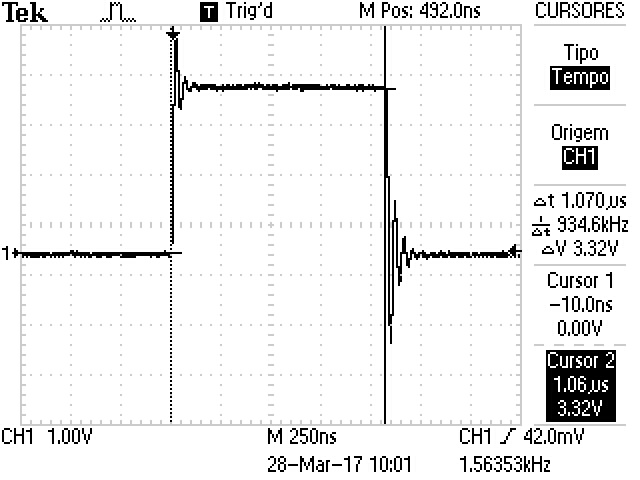 Tek T Trig'd M Pos: 492.0ns CURSORES
Tipo
Tempo
Origem
CH1
△t 1.070µs
1/△t 934.6kHz
△V 3.32V
Cursor 1
−10.0ns
0.00V
Cursor 2
1.06µs
3.32V
1
CH1 1.00V M 250ns CH1 42.0mV
28-Mar-17 10:01 1.56353kHz